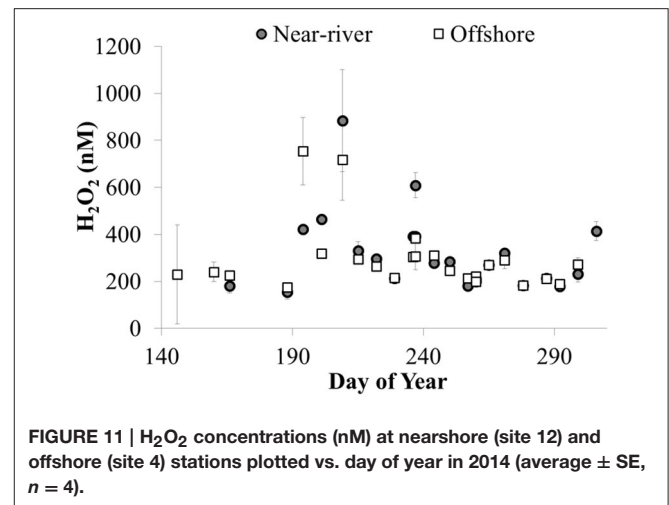 Near-river Offshore
1200
1000
800
600
400
200
0
H₂O₂ (nM)
140 190 240 290
Day of Year
FIGURE 11 | H₂O₂ concentrations (nM) at nearshore (site 12) and
offshore (site 4) stations plotted vs. day of year in 2014 (average ± SE,
n = 4).